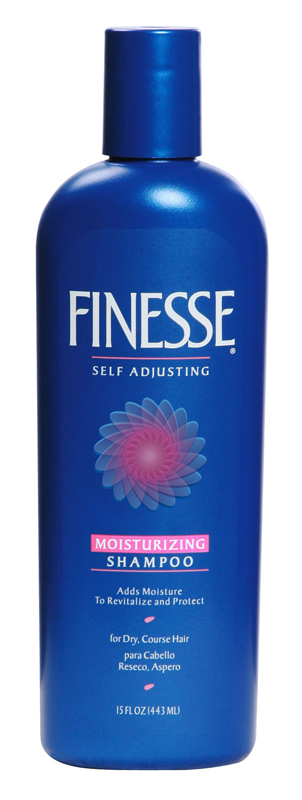 FINESSE®
SELF ADJUSTING
MOISTURIZING
SHAMPOO
Adds Moisture
To Revitalize and Protect
for Dry, Course Hair
para Cabello
Reseco, Aspero
15 FL OZ (443 ML)